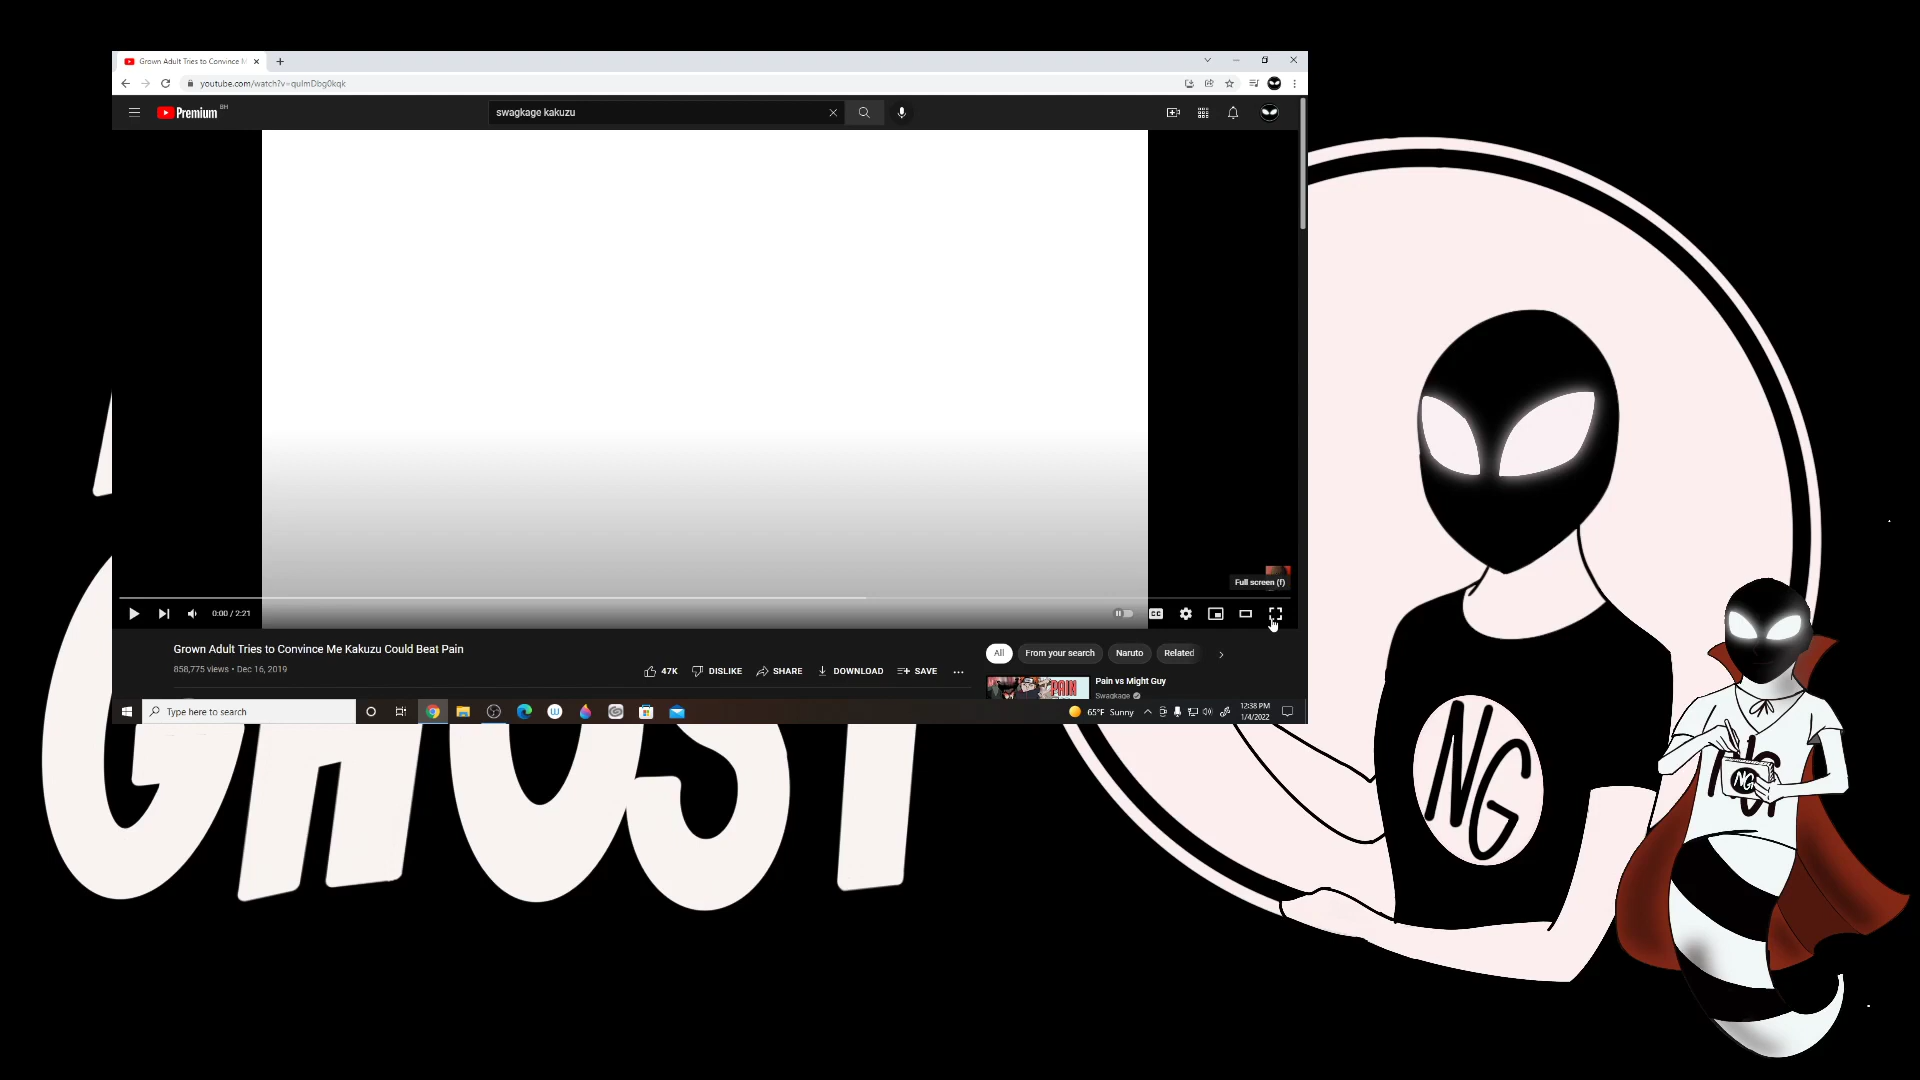 Grown Adult Tries to Convince M
youtube.com/watch?v=qulmDbg0kqk
Premium BH
swagkage kakuzu
Full screen (f)
0:00 / 2:21
CC
Grown Adult Tries to Convince Me Kakuzu Could Beat Pain
858,775 views • Dec 16, 2019
47K DISLIKE SHARE DOWNLOAD SAVE
All From your search Naruto Related
PAIN
Pain vs Might Guy
Swagkage
Type here to search
65°F Sunny
12:38 PM
1/4/2022
GHOST
NG
NG
NG